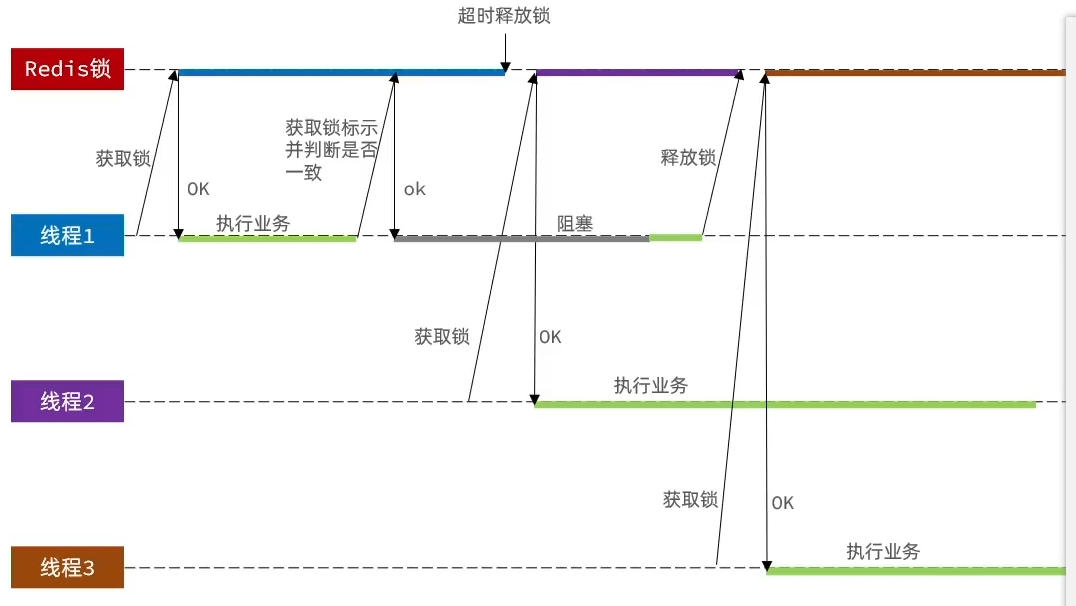 超时释放锁
Redis锁
获取锁
OK
获取锁标示
并判断是否
一致
ok
释放锁
执行业务
阻塞
线程1
获取锁
OK
执行业务
线程2
获取锁
OK
执行业务
线程3